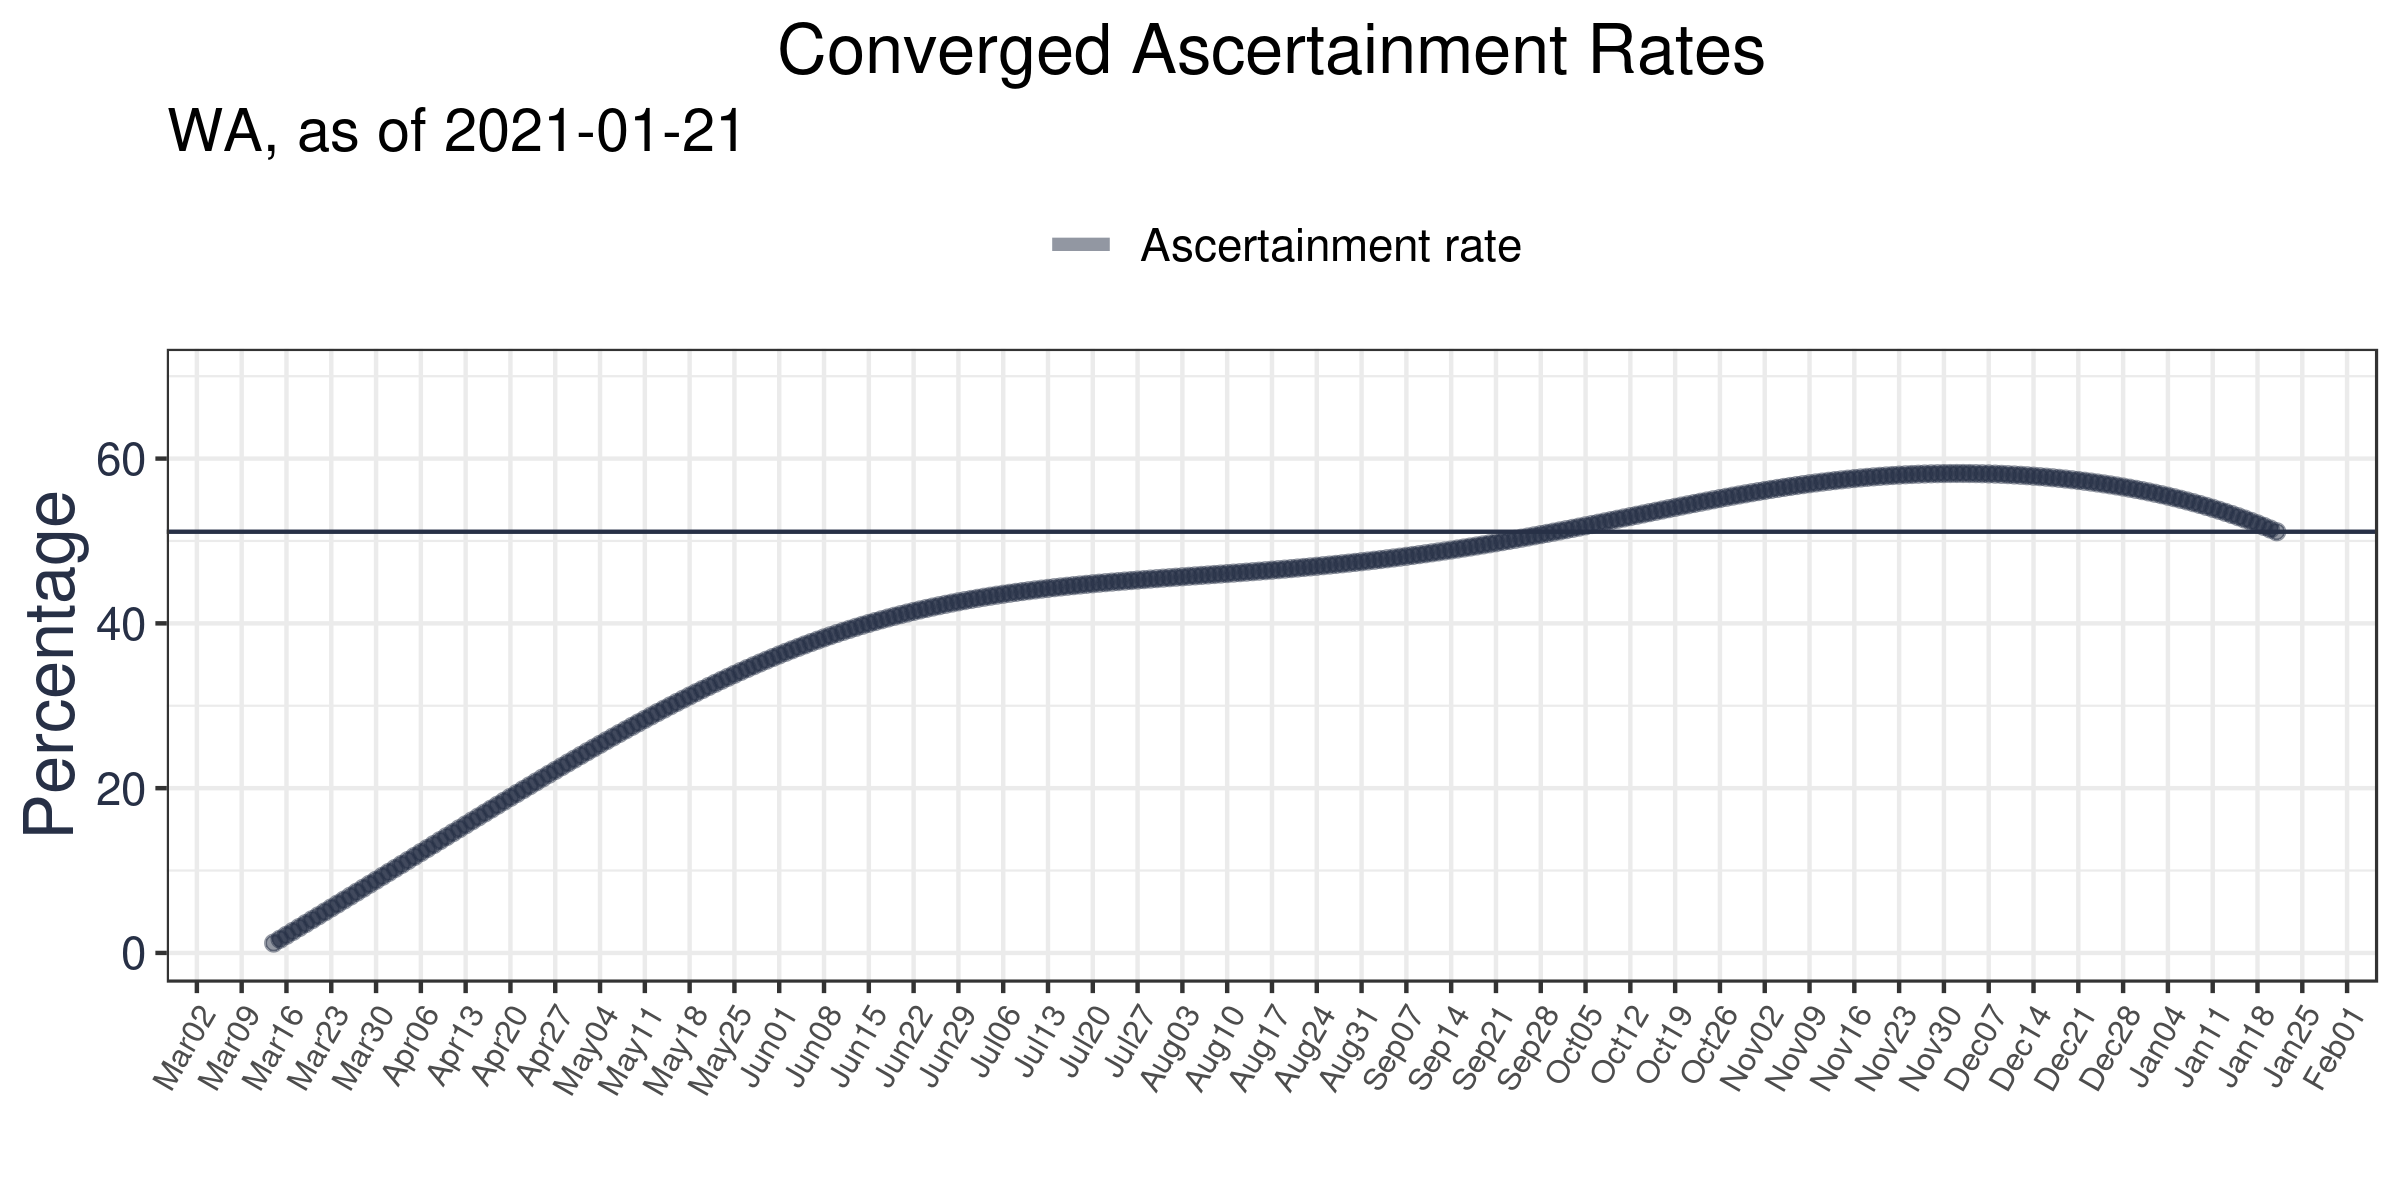 Converged Ascertainment Rates
WA, as of 2021-01-21
Ascertainment rate
Percentage
60
40
20
0
Mar02
Mar09
Mar16
Mar23
Mar30
Apr06
Apr13
Apr20
Apr27
May04
May11
May18
May25
Jun01
Jun08
Jun15
Jun22
Jun29
Jul06
Jul13
Jul20
Jul27
Aug03
Aug10
Aug17
Aug24
Aug31
Sep07
Sep14
Sep21
Sep28
Oct05
Oct12
Oct19
Oct26
Nov02
Nov09
Nov16
Nov23
Nov30
Dec07
Dec14
Dec21
Dec28
Jan04
Jan11
Jan18
Jan25
Feb01